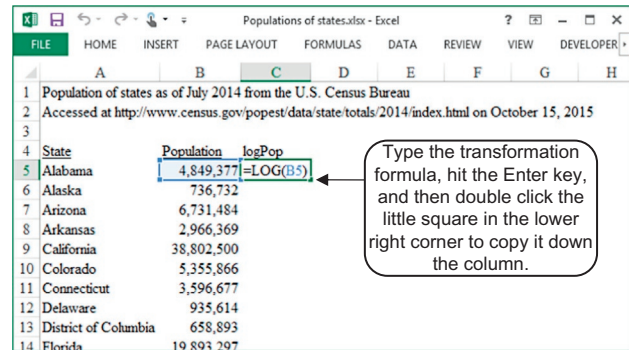 Populations of states.xlsx - Excel
FILE HOME INSERT PAGE LAYOUT FORMULAS DATA REVIEW VIEW DEVELOPER
A B C D E F G H
1 Population of states as of July 2014 from the U.S. Census Bureau
2 Accessed at http://www.census.gov/popest/data/state/totals/2014/index.html on October 15, 2015
3
4 State Population logPop
5 Alabama 4,849,377 =LOG(B5)
6 Alaska 736,732
7 Arizona 6,731,484
8 Arkansas 2,966,369
9 California 38,802,500
10 Colorado 5,355,866
11 Connecticut 3,596,677
12 Delaware 935,614
13 District of Columbia 658,893
14 Florida 19,893,297
Type the transformation
formula, hit the Enter key,
and then double click the
little square in the lower
right corner to copy it down
the column.